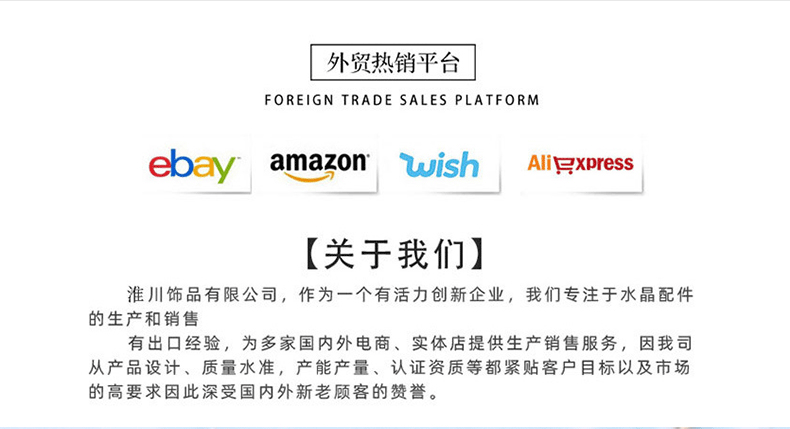 外贸热销平台
FOREIGN TRADE SALES PLATFORM
ebay™ amazon wish AliExpress
【关于我们】
淮川饰品有限公司，作为一个有活力创新企业，我们专注于水晶配件
的生产和销售
有出口经验，为多家国内外电商、实体店提供生产销售服务，因我司
从产品设计、质量水准，产能产量、认证资质等都紧贴客户目标以及市场
的高要求因此深受国内外新老顾客的赞誉。